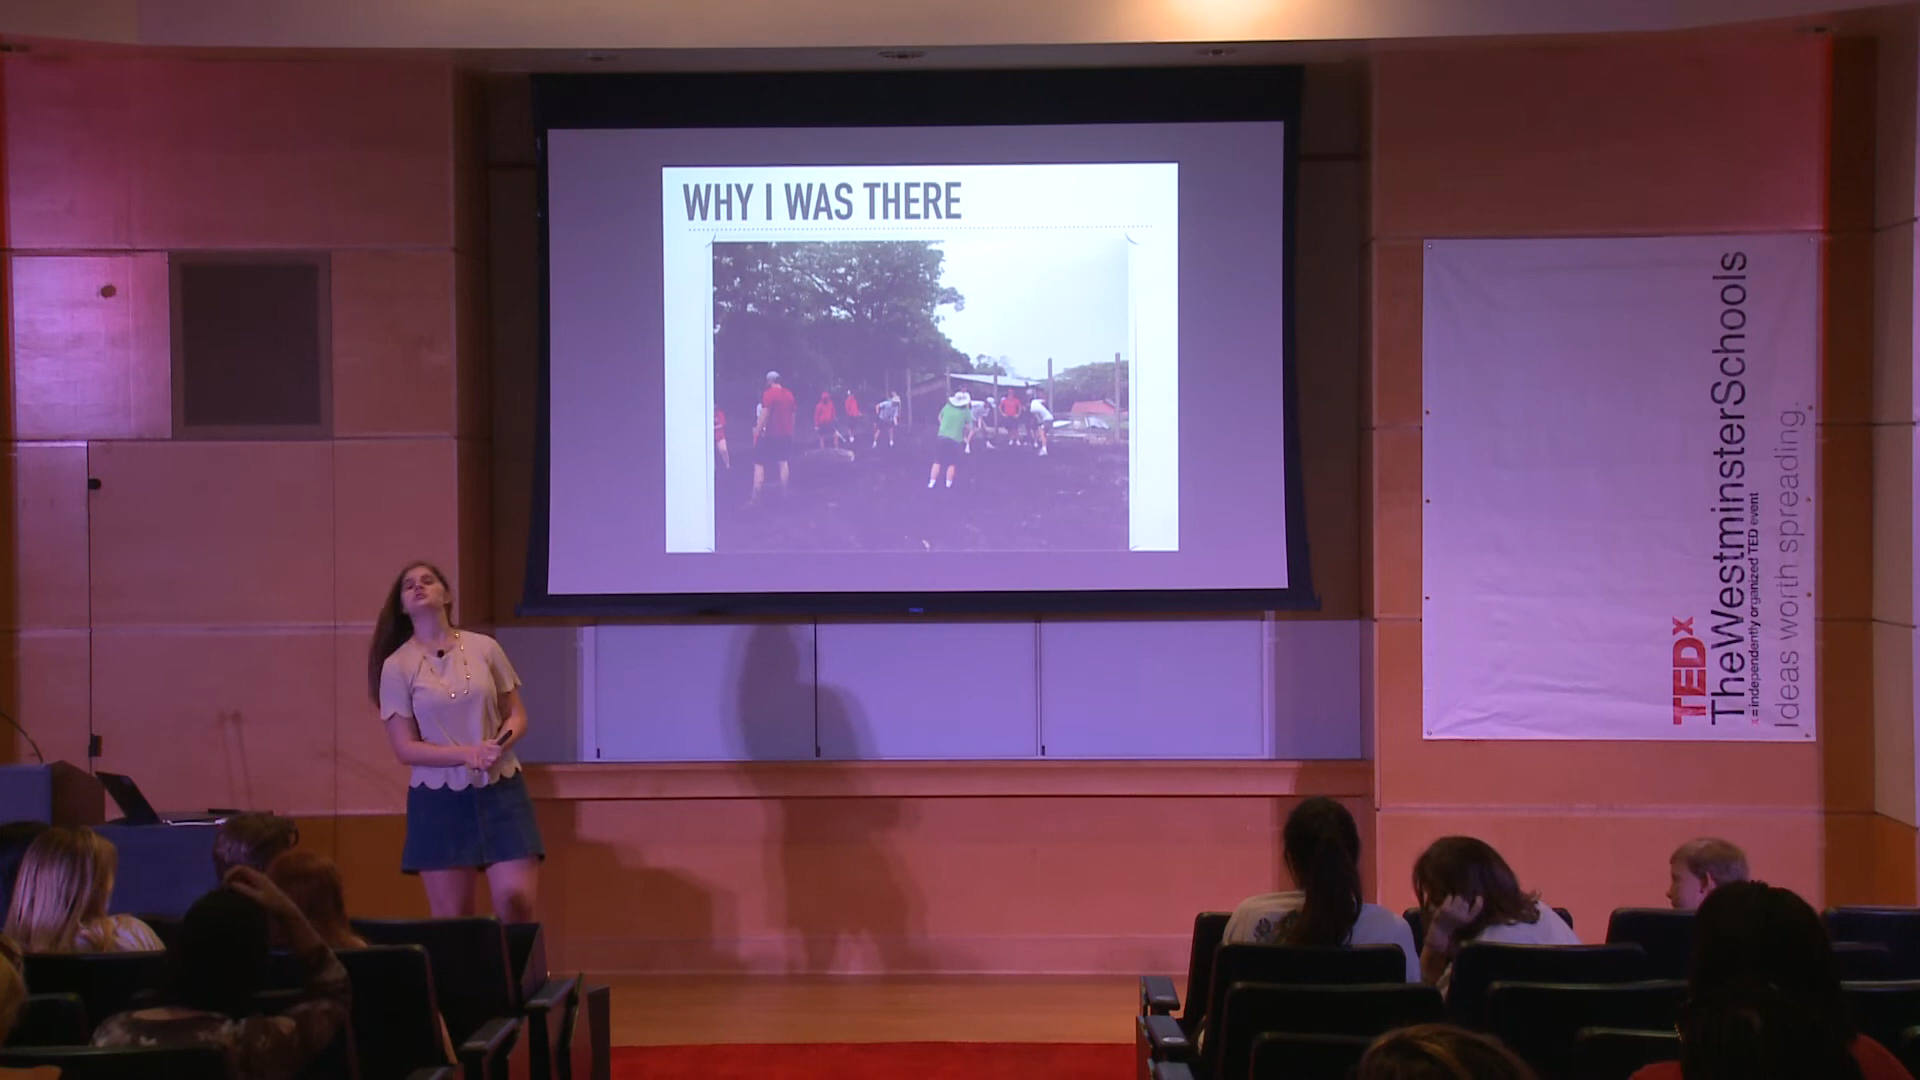 WHY I WAS THERE
TEDx
TheWestminsterSchools
x = independently organized TED event
Ideas worth spreading.